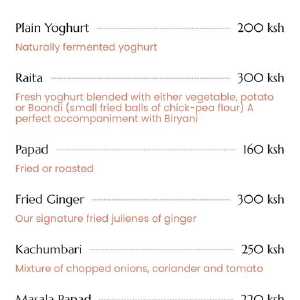 Plain Yoghurt 200 ksh
Naturally fermented yoghurt
Raita 300 ksh
Fresh yoghurt blended with either vegetable, potato
or Boondi (small fried balls of chick-pea flour) A
perfect accompaniment with Biryani
Papad 160 ksh
Fried or roasted
Fried Ginger 300 ksh
Our signature fried julienes of ginger
Kachumbari 250 ksh
Mixture of chopped onions, coriander and tomato
Masala Papad 220 ksh